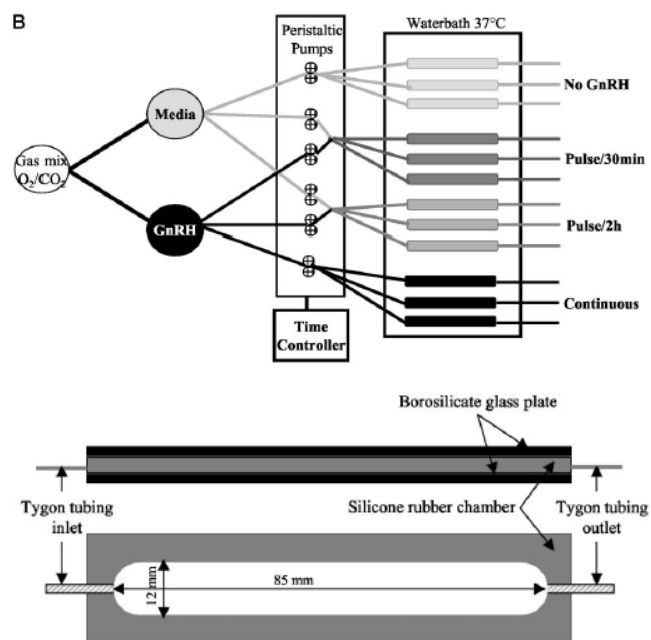 B
Peristaltic
Pumps
Waterbath 37°C
Media
No GnRH
Gas mix
O₂/CO₂
Pulse/30min
GnRH
Pulse/2h
Continuous
Time
Controller
Borosilicate glass plate
Tygon tubing
inlet
Silicone rubber chamber
Tygon tubing
outlet
85 mm
12 mm